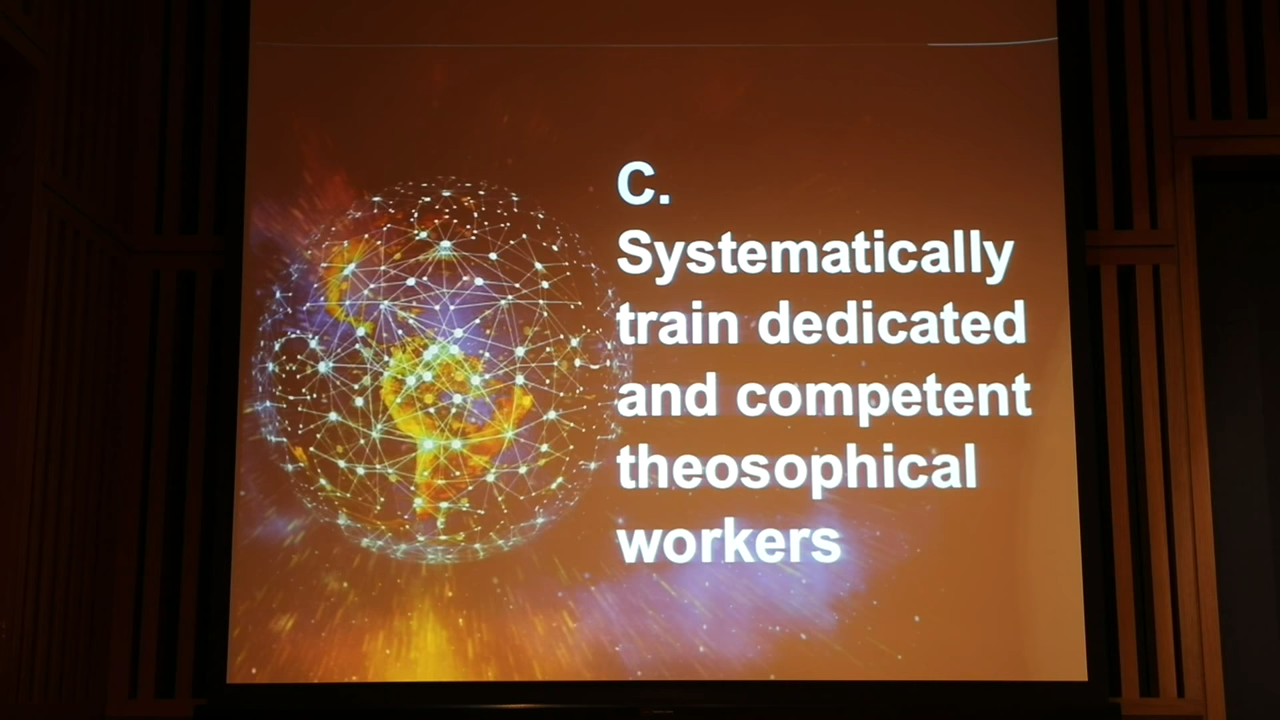 C.
Systematically
train dedicated
and competent
theosophical
workers